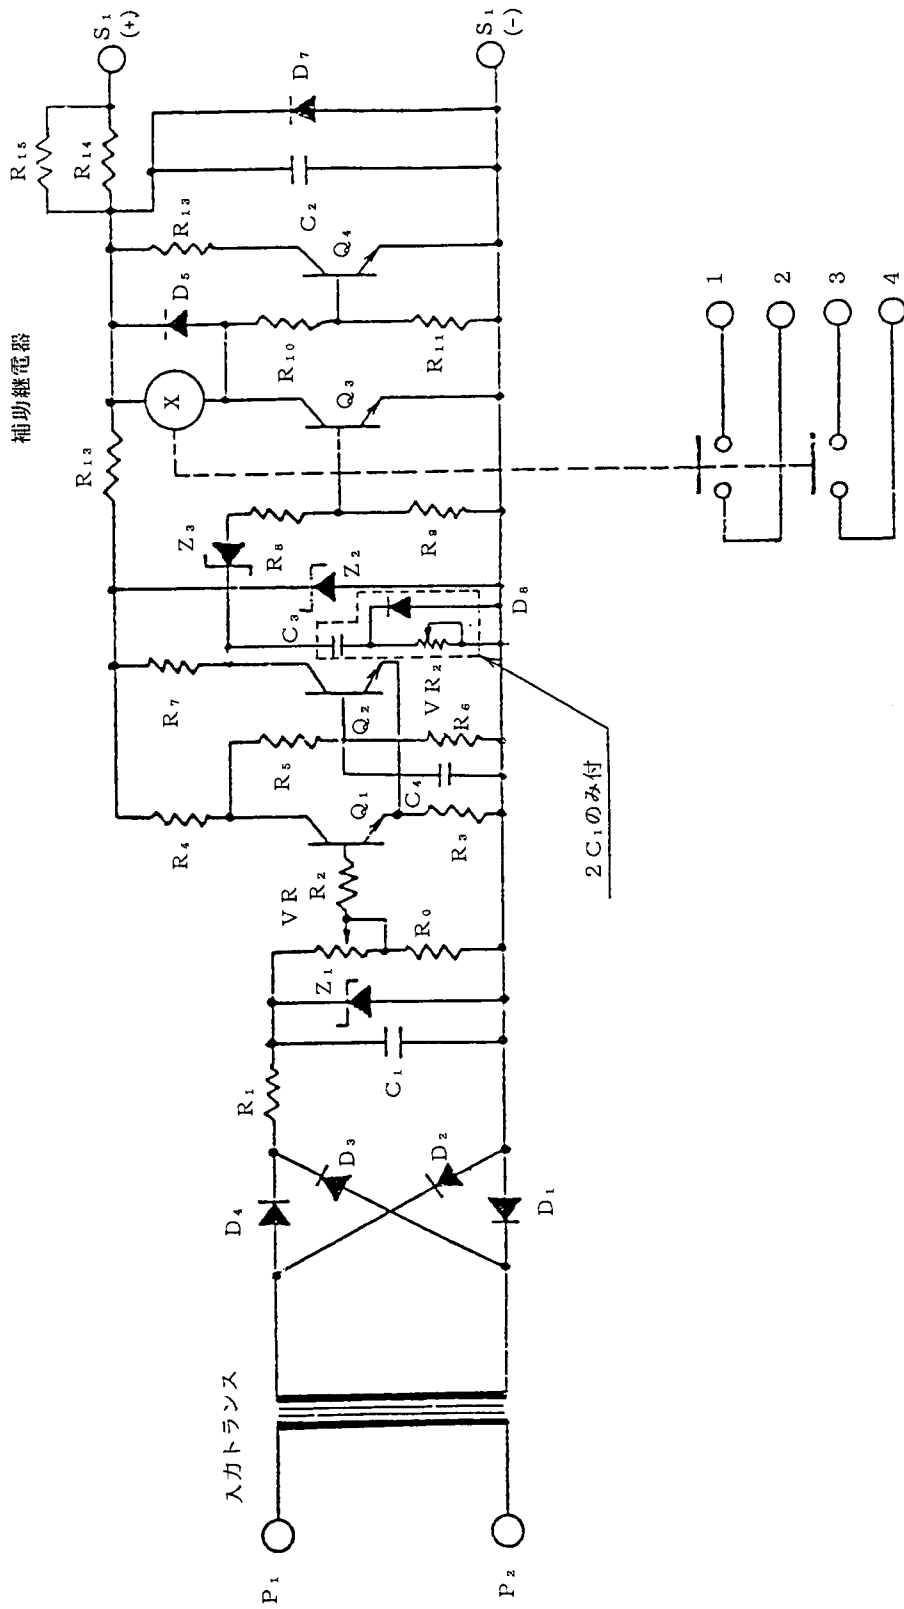 補助継電器
R₁₅
R₁₄
S₁
(+)
R₁₃
D₅
R₁₃
D₇
C₂
Q₄
X
R₁₀
R₁₁
Q₃
Z₃
R₈
R₉
Z₂
C₃
D₈
VR₂
R₇
Q₂
R₆
R₅
C₄
R₄
Q₁
R₃
R₂
VR
R₀
Z₁
C₁
R₁
D₃
D₂
D₄
D₁
S₁
(−)
入力トランス
P₁
P₂
2C₁のみ付
1
2
3
4